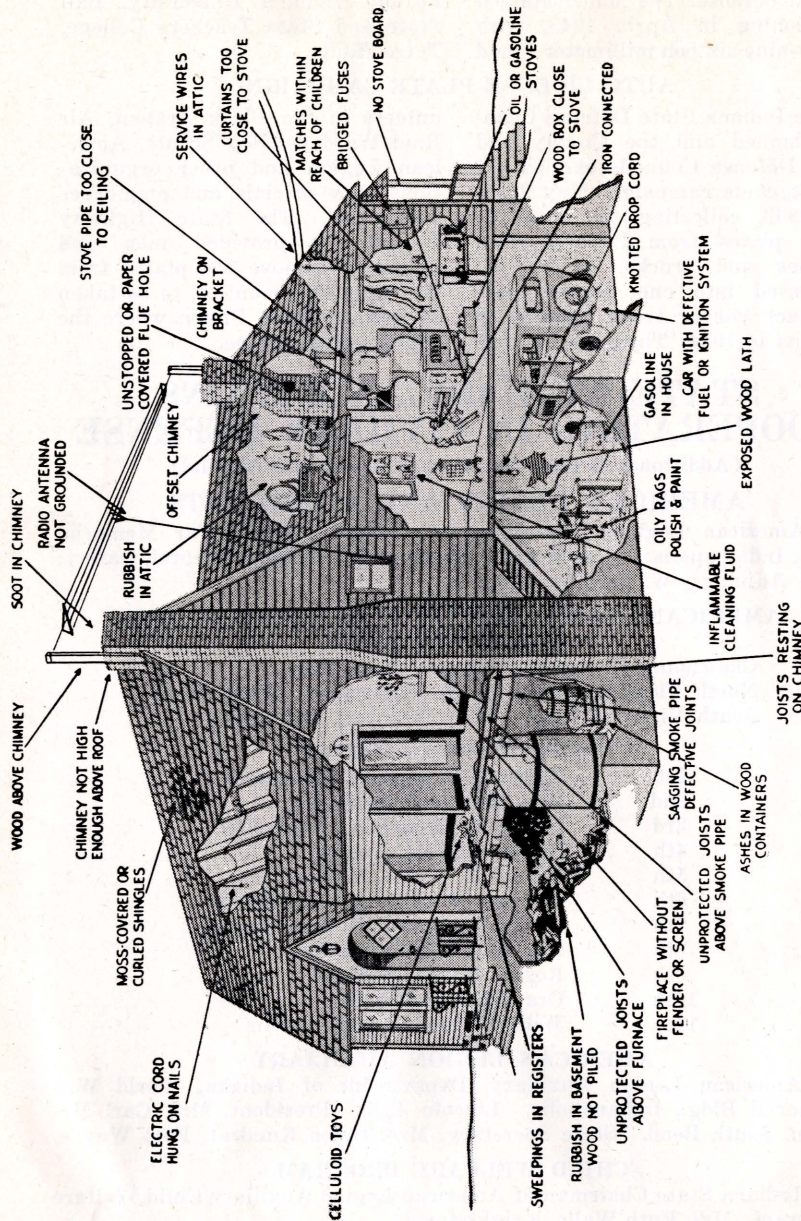 WOOD ABOVE CHIMNEY
SOOT IN CHIMNEY
RADIO ANTENNA
NOT GROUNDED
CHIMNEY NOT HIGH
ENOUGH ABOVE ROOF
MOSS-COVERED OR
CURLED SHINGLES
ELECTRIC CORD
HUNG ON NAILS
RUBBISH
IN ATTIC
OFFSET CHIMNEY
UNSTOPPED OR PAPER
COVERED FLUE HOLE
STOVE PIPE TOO CLOSE
TO CEILING
CHIMNEY ON
BRACKET
SERVICE WIRES
IN ATTIC
CURTAINS TOO
CLOSE TO STOVE
MATCHES WITHIN
REACH OF CHILDREN
BRIDGED FUSES
NO STOVE BOARD
OIL OR GASOLINE
STOVES
WOOD BOX CLOSE
TO STOVE
IRON CONNECTED
KNOTTED DROP CORD
CAR WITH DEFECTIVE
FUEL OR IGNITION SYSTEM
GASOLINE
IN HOUSE
EXPOSED WOOD LATH
OILY RAGS
POLISH & PAINT
INFLAMMABLE
CLEANING FLUID
JOISTS RESTING
ON CHIMNEY
SAGGING SMOKE PIPE
DEFECTIVE JOINTS
ASHES IN WOOD
CONTAINERS
UNPROTECTED JOISTS
ABOVE SMOKE PIPE
FIREPLACE WITHOUT
FENDER OR SCREEN
UNPROTECTED JOISTS
ABOVE FURNACE
RUBBISH IN BASEMENT
WOOD NOT PILED
SWEEPINGS IN REGISTERS
CELLULOID TOYS